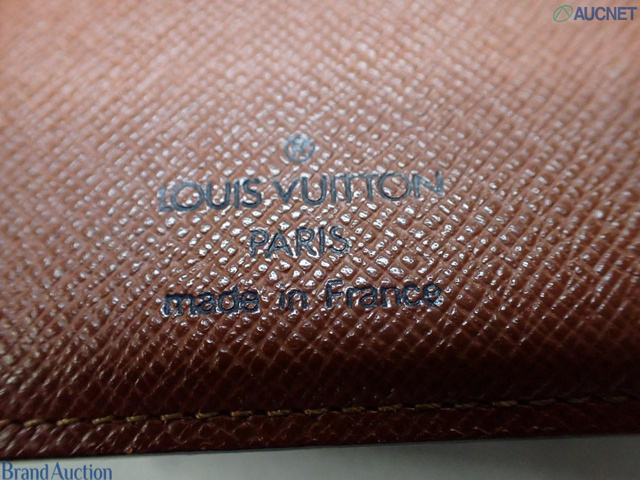 AUCNET
®
LOUIS VUITTON
PARIS
made in France
Brand Auction